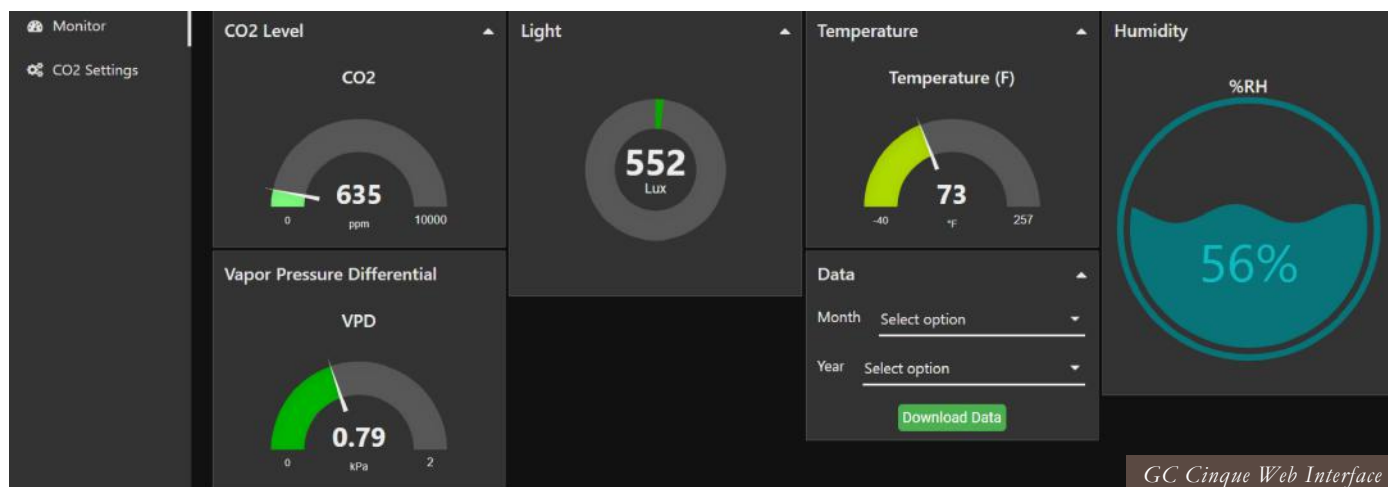 Monitor
CO2 Settings
CO2 Level
CO2
635
ppm
0
10000
Vapor Pressure Differential
VPD
0.79
kPa
0
2
Light
552
Lux
Temperature
Temperature (F)
73
°F
-40
257
Data
Month Select option
Year Select option
Download Data
Humidity
%RH
56%
GC Cinque Web Interface